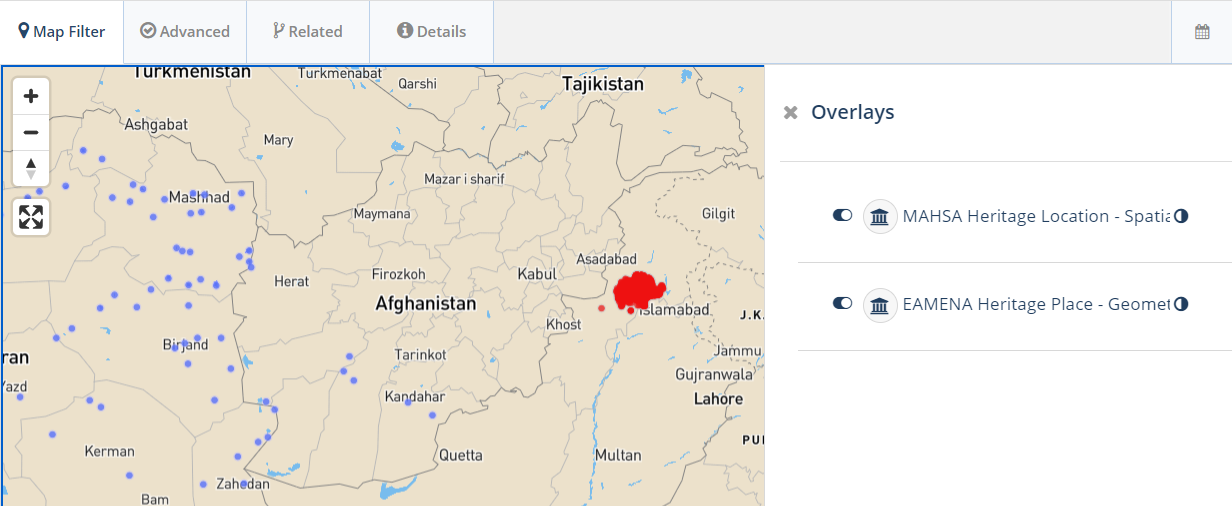 Map Filter
Advanced
Related
Details
Overlays
MAHSA Heritage Location - Spatia
EAMENA Heritage Place - Geomet
Turkmenistan
Turkmenabat
Qarshi
Tajikistan
Ashgabat
Mary
Mazar i sharif
Mashhad
Maymana
Gilgit
Asadabad
Herat
Firozkoh
Kabul
Afghanistan
Islamabad
J.K.
Khost
Birjand
ran
Tarinkot
Jammu
Gujranwala
Yazd
Kandahar
Lahore
PU
Kerman
Quetta
Multan
Zahedan
Bam